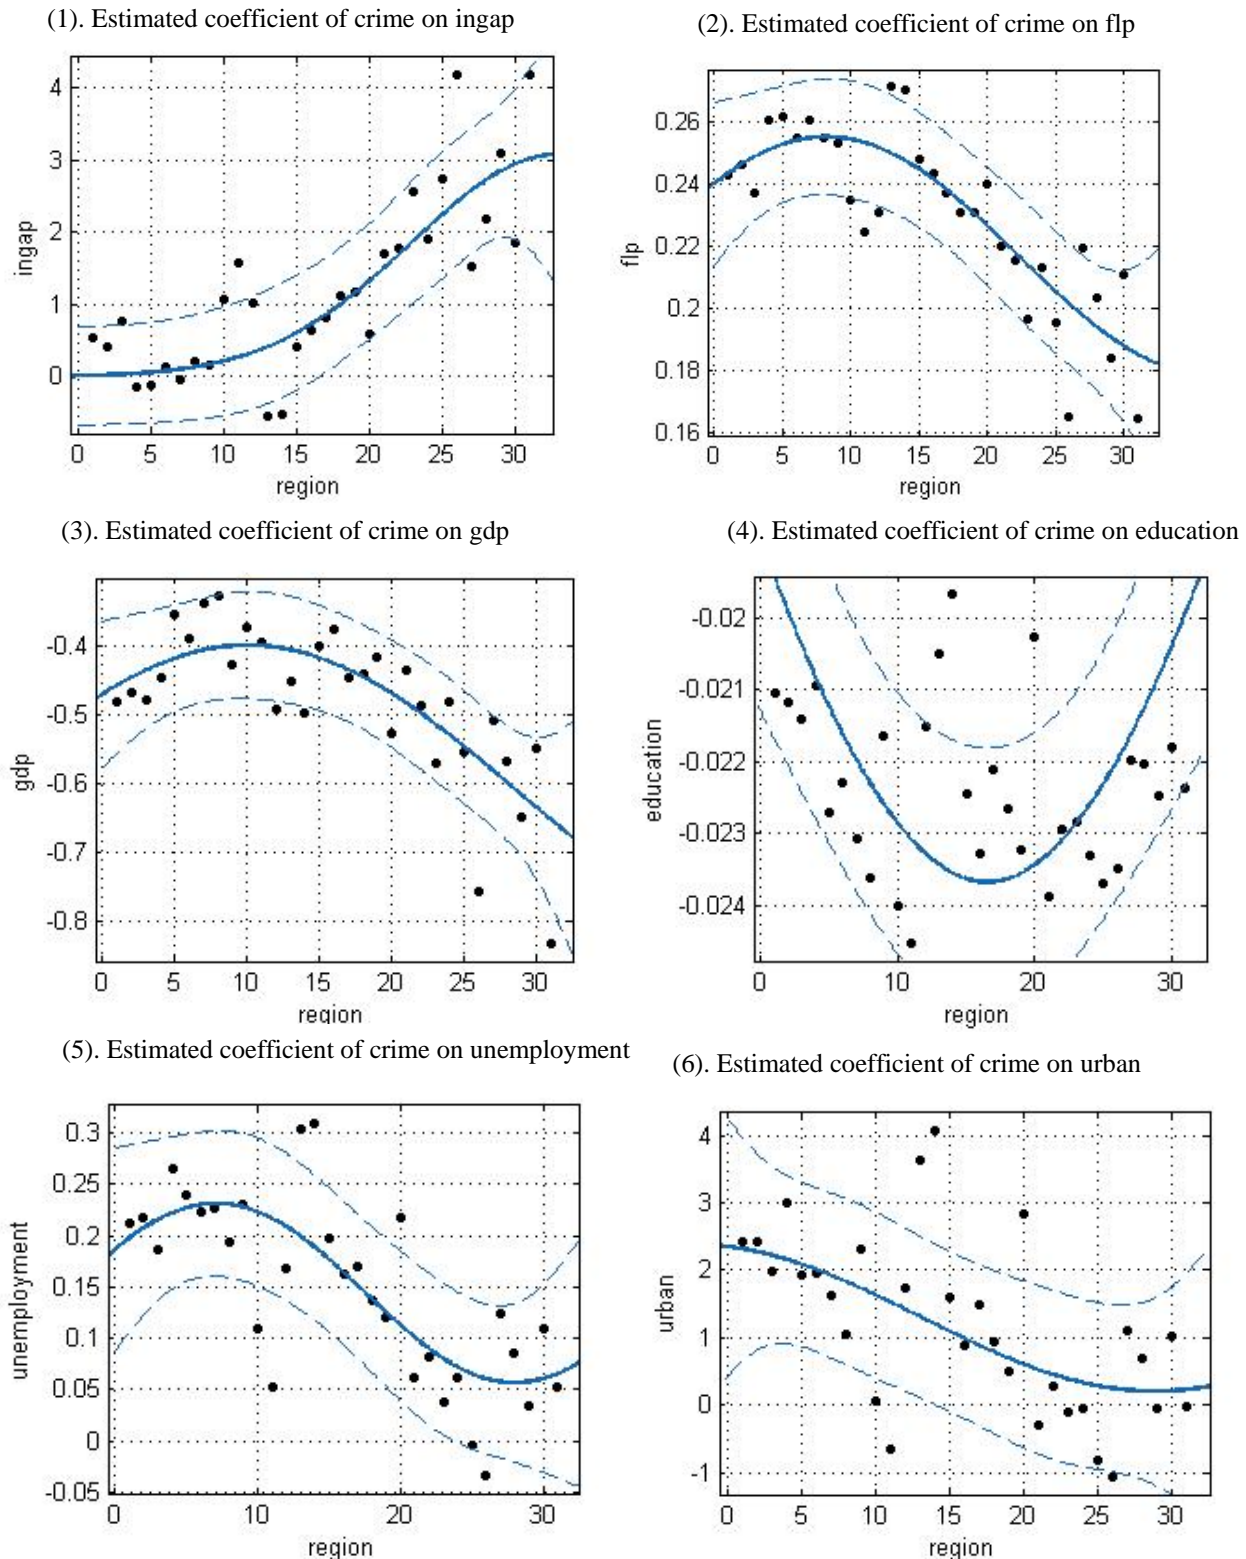 (1). Estimated coefficient of crime on ingap
(2). Estimated coefficient of crime on flp
4
3
2
1
0
ingap
0 5 10 15 20 25 30
region
0.26
0.24
0.22
0.2
0.18
0.16
flp
0 5 10 15 20 25 30
region
(3). Estimated coefficient of crime on gdp
(4). Estimated coefficient of crime on education
-0.4
-0.5
-0.6
-0.7
-0.8
gdp
0 5 10 15 20 25 30
region
-0.02
-0.021
-0.022
-0.023
-0.024
education
0 10 20 30
region
(5). Estimated coefficient of crime on unemployment
(6). Estimated coefficient of crime on urban
0.3
0.25
0.2
0.15
0.1
0.05
0
-0.05
unemployment
0 10 20 30
region
4
3
2
1
0
-1
urban
0 5 10 15 20 25 30
region